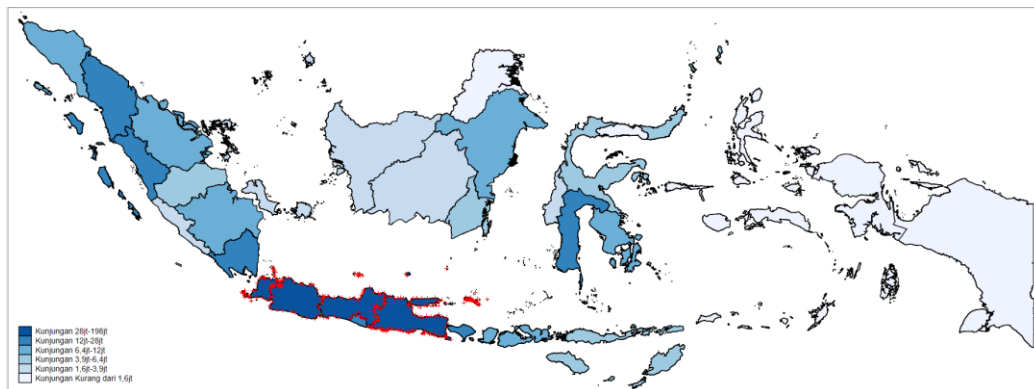 Kunjungan 28jt-198jt
Kunjungan 12jt-28jt
Kunjungan 6,4jt-12jt
Kunjungan 3,9jt-6,4jt
Kunjungan 1,6jt-3,9jt
Kunjungan Kurang dari 1,6jt